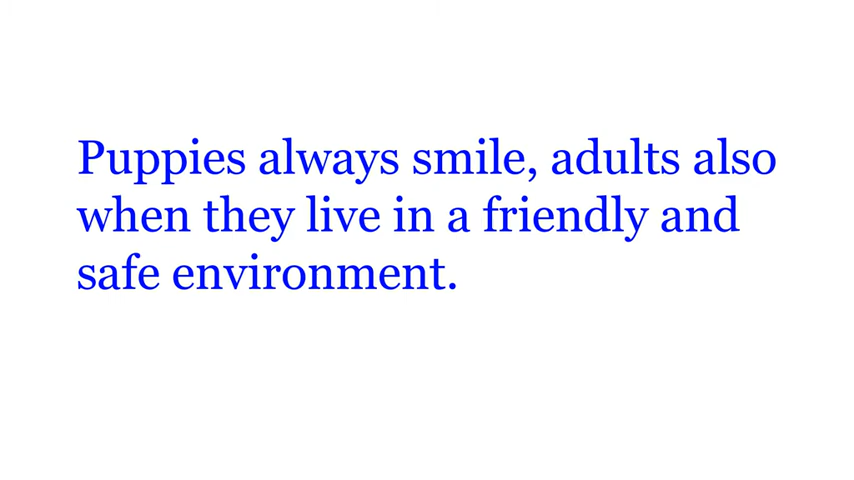 Puppies always smile, adults also
when they live in a friendly and
safe environment.